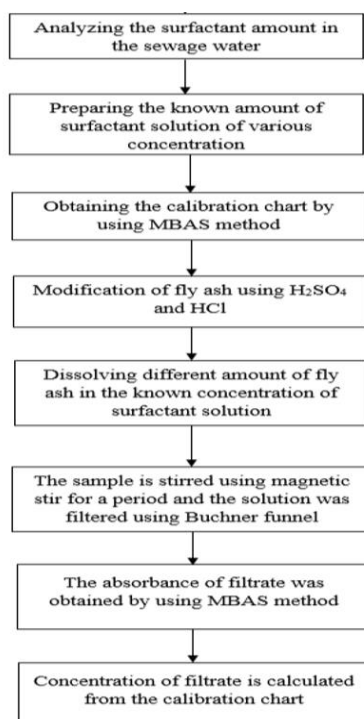 Analyzing the surfactant amount in
the sewage water
Preparing the known amount of
surfactant solution of various
concentration
Obtaining the calibration chart by
using MBAS method
Modification of fly ash using H₂SO₄
and HCl
Dissolving different amount of fly
ash in the known concentration of
surfactant solution
The sample is stirred using magnetic
stir for a period and the solution was
filtered using Buchner funnel
The absorbance of filtrate was
obtained by using MBAS method
Concentration of filtrate is calculated
from the calibration chart